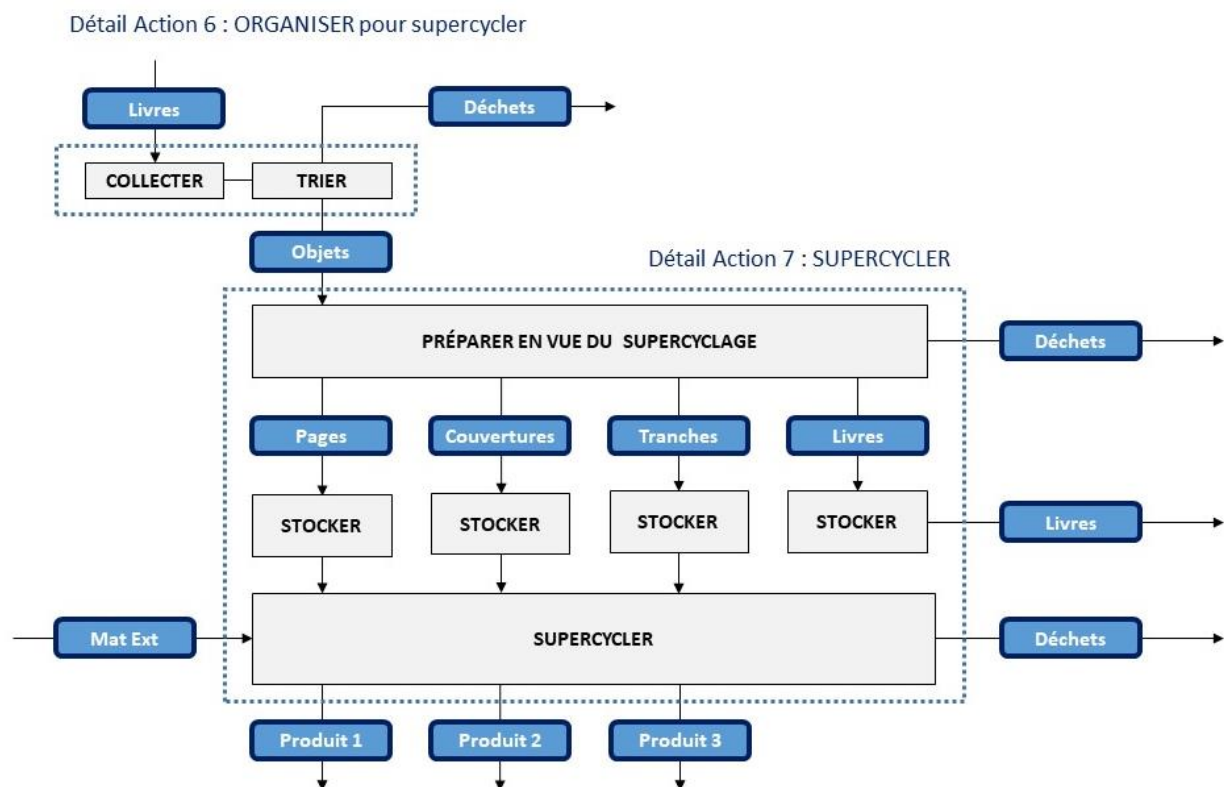 Détail Action 6 : ORGANISER pour supercycler
Livres
Déchets
COLLECTER
TRIER
Objets
Détail Action 7 : SUPERCYCLER
PRÉPARER EN VUE DU SUPERCYCLAGE
Déchets
Pages
Couvertures
Tranches
Livres
STOCKER
STOCKER
STOCKER
STOCKER
Livres
Mat Ext
SUPERCYCLER
Déchets
Produit 1
Produit 2
Produit 3